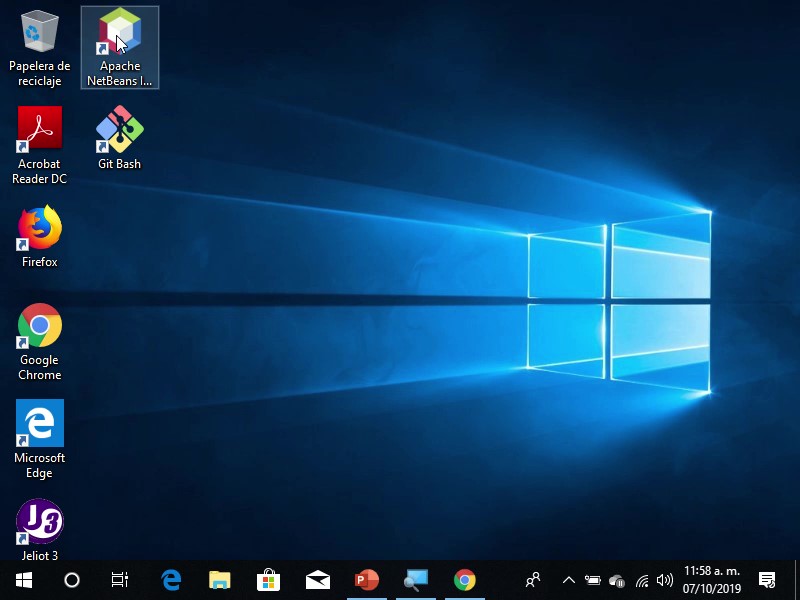 Papelera de
reciclaje
Apache
NetBeans I...
Acrobat
Reader DC
Git Bash
Firefox
Google
Chrome
Microsoft
Edge
Jeliot 3
11:58 a. m.
07/10/2019